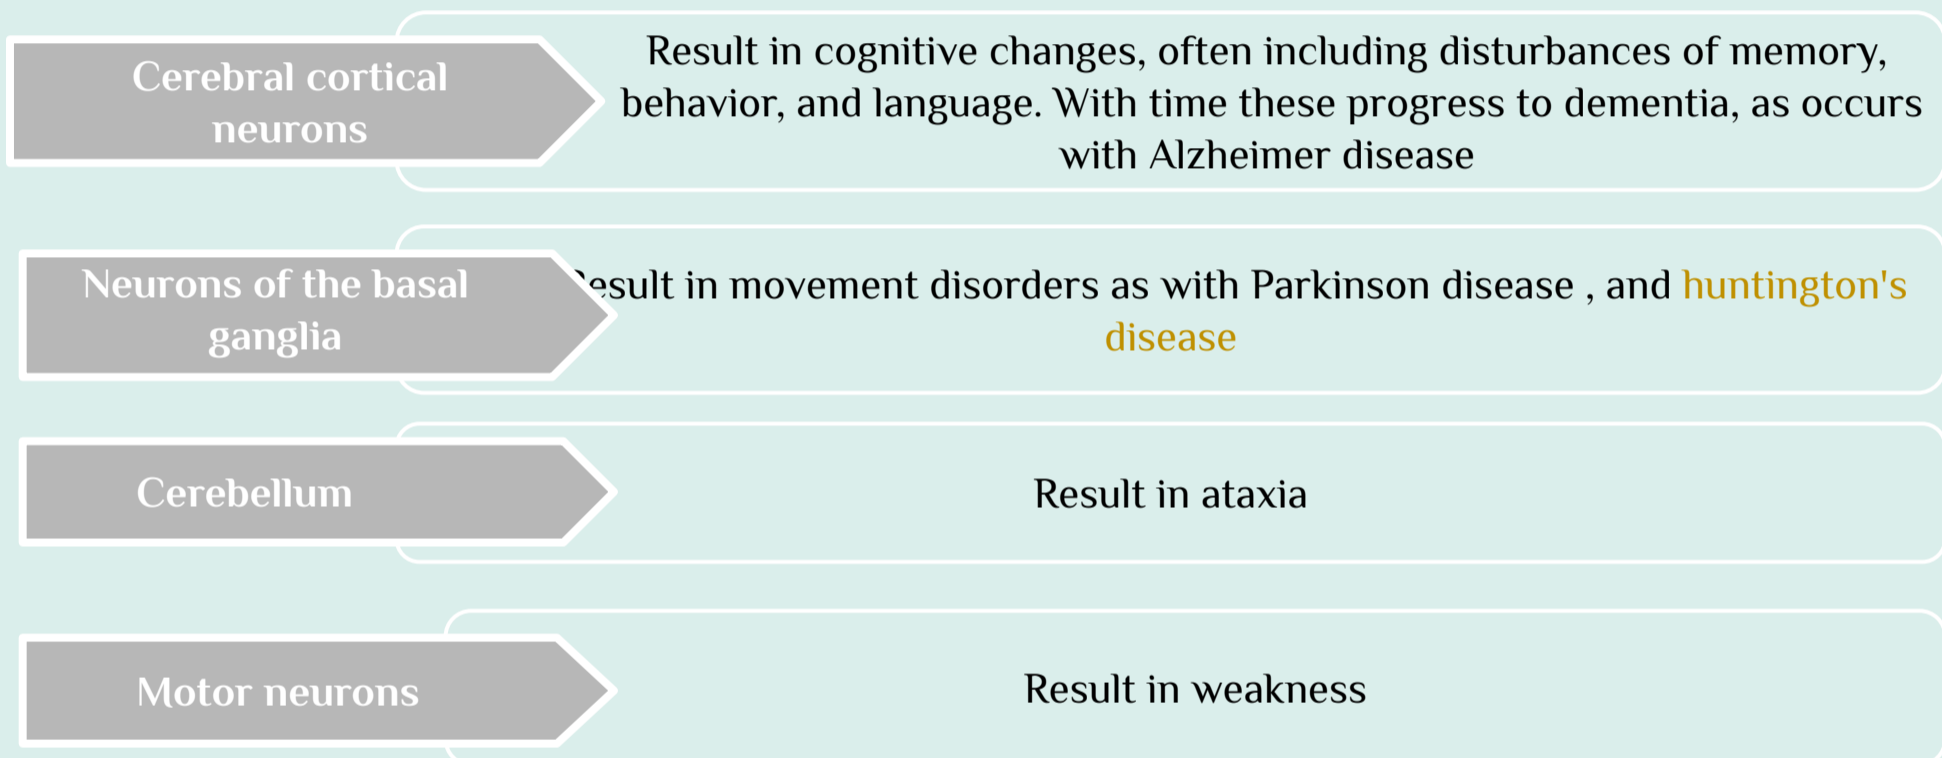 Cerebral cortical
neurons
Result in cognitive changes, often including disturbances of memory,
behavior, and language. With time these progress to dementia, as occurs
with Alzheimer disease
Neurons of the basal
ganglia
Result in movement disorders as with Parkinson disease , and huntington's
disease
Cerebellum
Result in ataxia
Motor neurons
Result in weakness